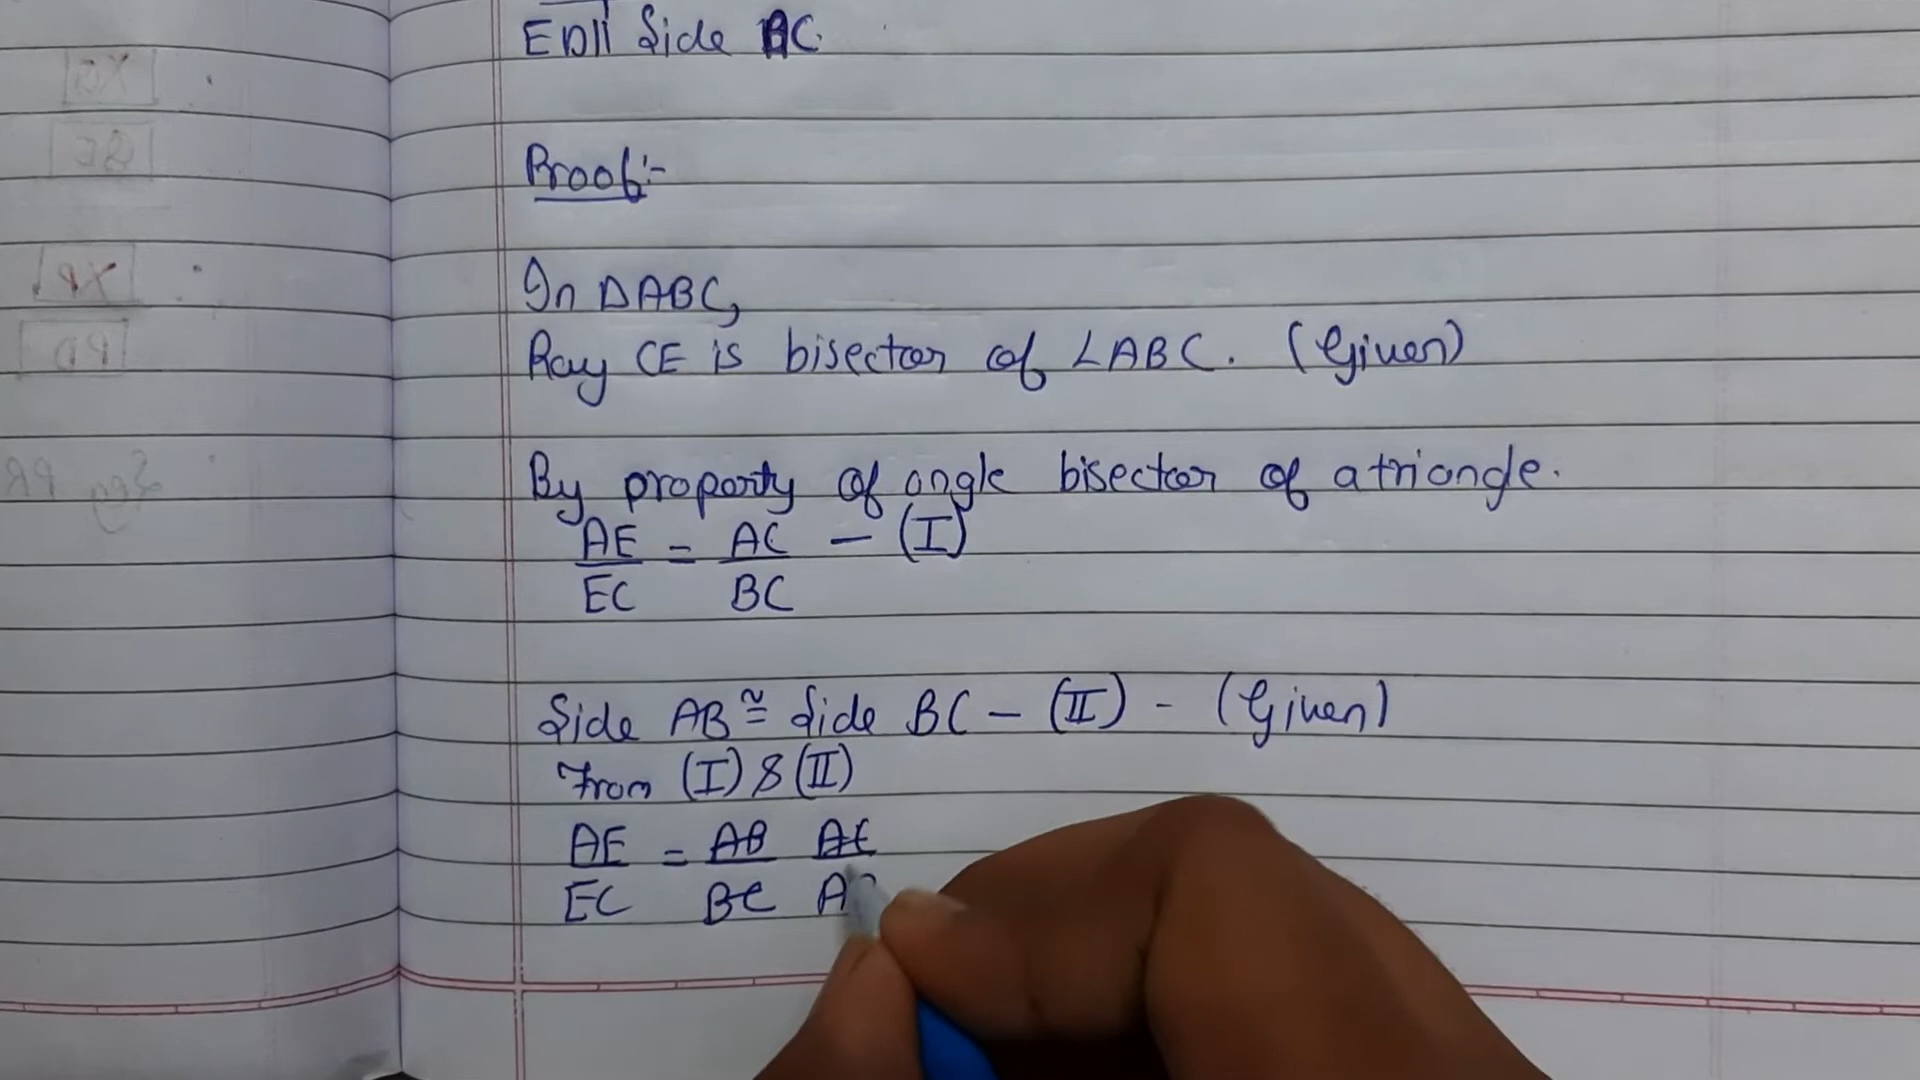 ED|| Side BC.
Proof:-
In ΔABC,
Ray CE is bisector of ∠ABC. (Given)
By property of angle bisector of a triangle.
AE = AC - (I)
EC BC
Side AB ≅ Side BC - (II) - (Given)
From (I) & (II)
AE = AB AC
EC BC A